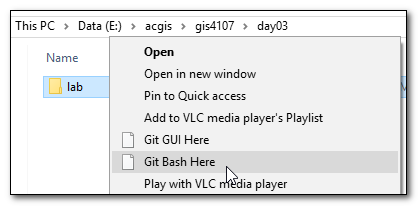 This PC > Data (E:) > acgis > gis4107 > day03
Name
lab
Open
Open in new window
Pin to Quick access
Add to VLC media player's Playlist
Git GUI Here
Git Bash Here
Play with VLC media player